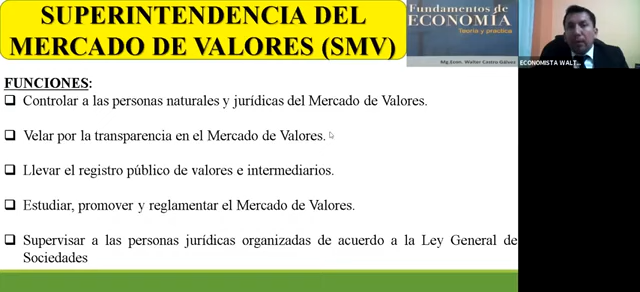 SUPERINTENDENCIA DEL
MERCADO DE VALORES (SMV)
Fundamentos de
ECONOMÍA
Teoría y práctica
Mg.Econ. Walter Castro Gálvez
ECONOMISTA WALT...
FUNCIONES:
Controlar a las personas naturales y jurídicas del Mercado de Valores.
Velar por la transparencia en el Mercado de Valores.
Llevar el registro público de valores e intermediarios.
Estudiar, promover y reglamentar el Mercado de Valores.
Supervisar a las personas jurídicas organizadas de acuerdo a la Ley General de
Sociedades